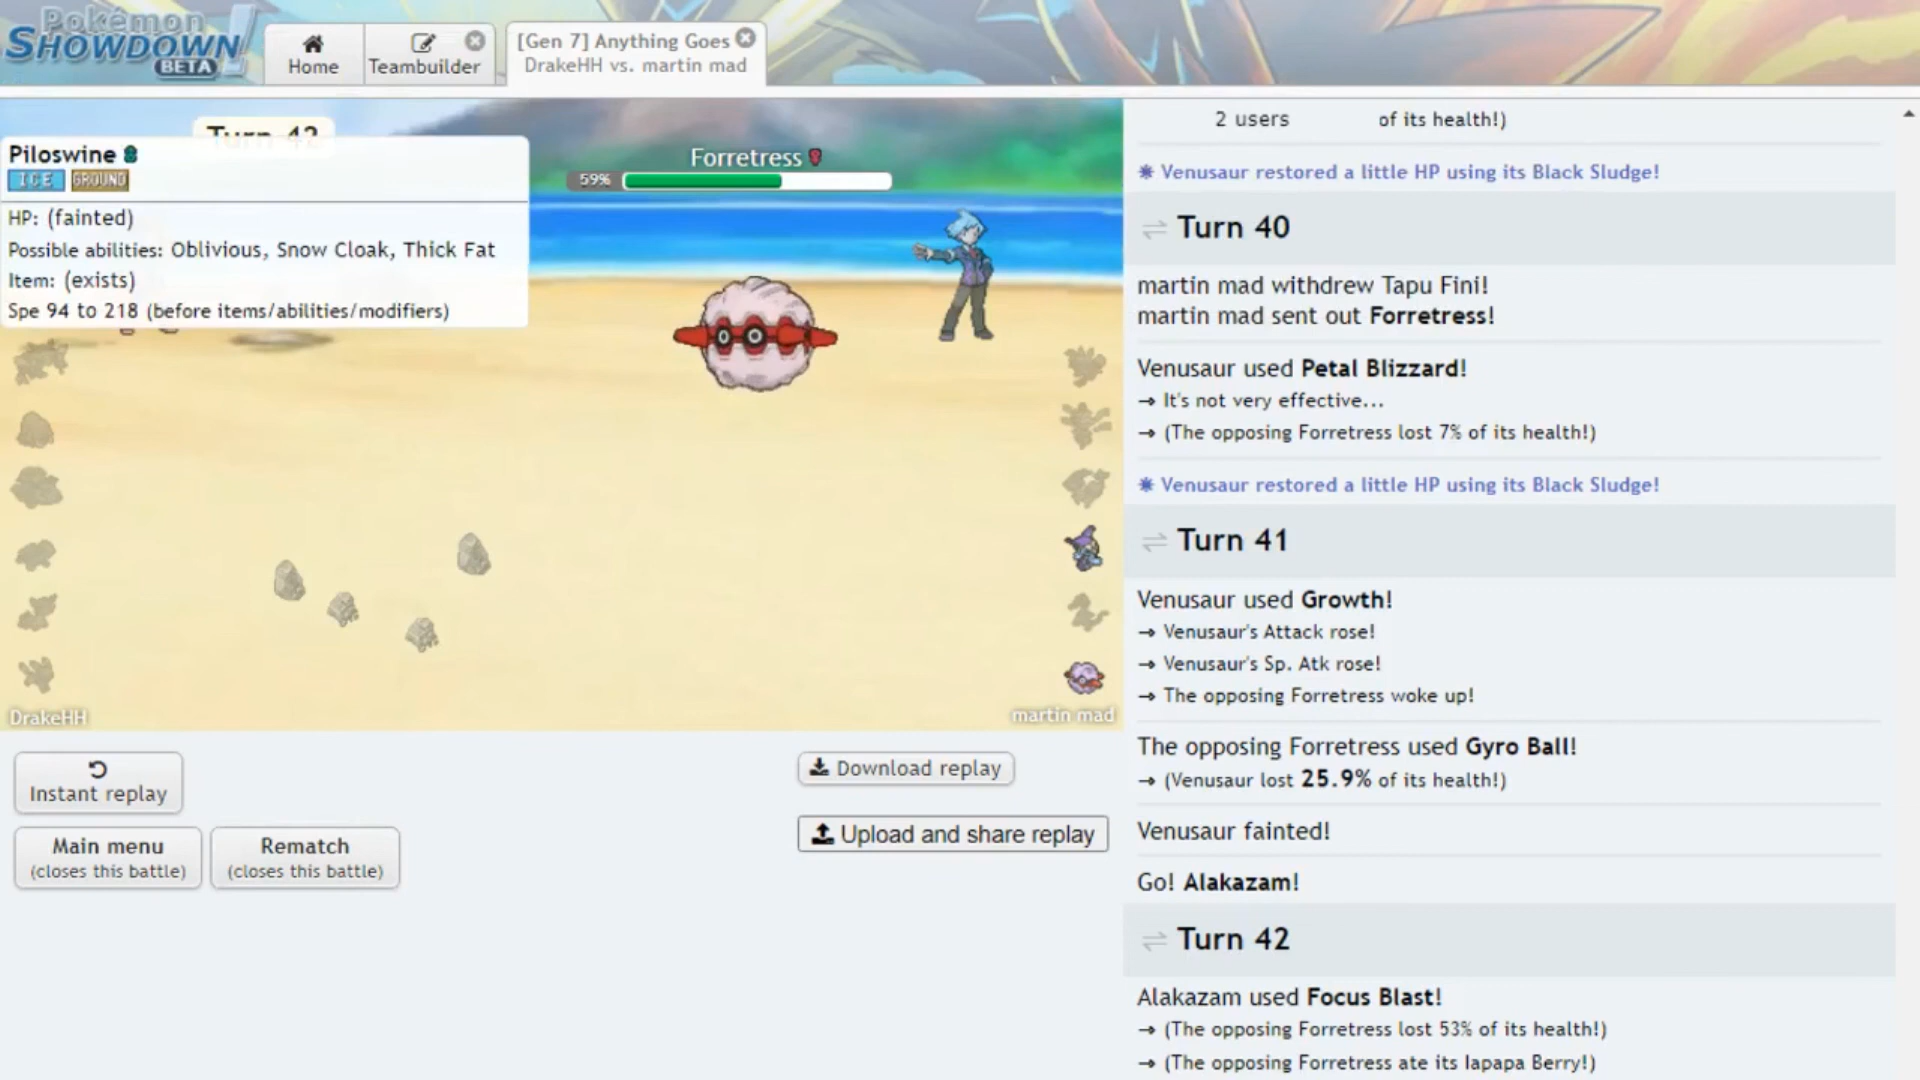 Pokémon
SHOWDOWN!
BETA
Home
Teambuilder
[Gen 7] Anything Goes
DrakeHH vs. martin mad
Turn 42
Piloswine
ICE GROUND
HP: (fainted)
Possible abilities: Oblivious, Snow Cloak, Thick Fat
Item: (exists)
Spe 94 to 218 (before items/abilities/modifiers)
Forretress
59%
DrakeHH
martin mad
Instant replay
Download replay
Upload and share replay
Main menu
(closes this battle)
Rematch
(closes this battle)
2 users
of its health!)
Venusaur restored a little HP using its Black Sludge!
Turn 40
martin mad withdrew Tapu Fini!
martin mad sent out Forretress!
Venusaur used Petal Blizzard!
→ It's not very effective...
→ (The opposing Forretress lost 7% of its health!)
Venusaur restored a little HP using its Black Sludge!
Turn 41
Venusaur used Growth!
→ Venusaur's Attack rose!
→ Venusaur's Sp. Atk rose!
→ The opposing Forretress woke up!
The opposing Forretress used Gyro Ball!
→ (Venusaur lost 25.9% of its health!)
Venusaur fainted!
Go! Alakazam!
Turn 42
Alakazam used Focus Blast!
→ (The opposing Forretress lost 53% of its health!)
→ (The opposing Forretress ate its Iapapa Berry!)